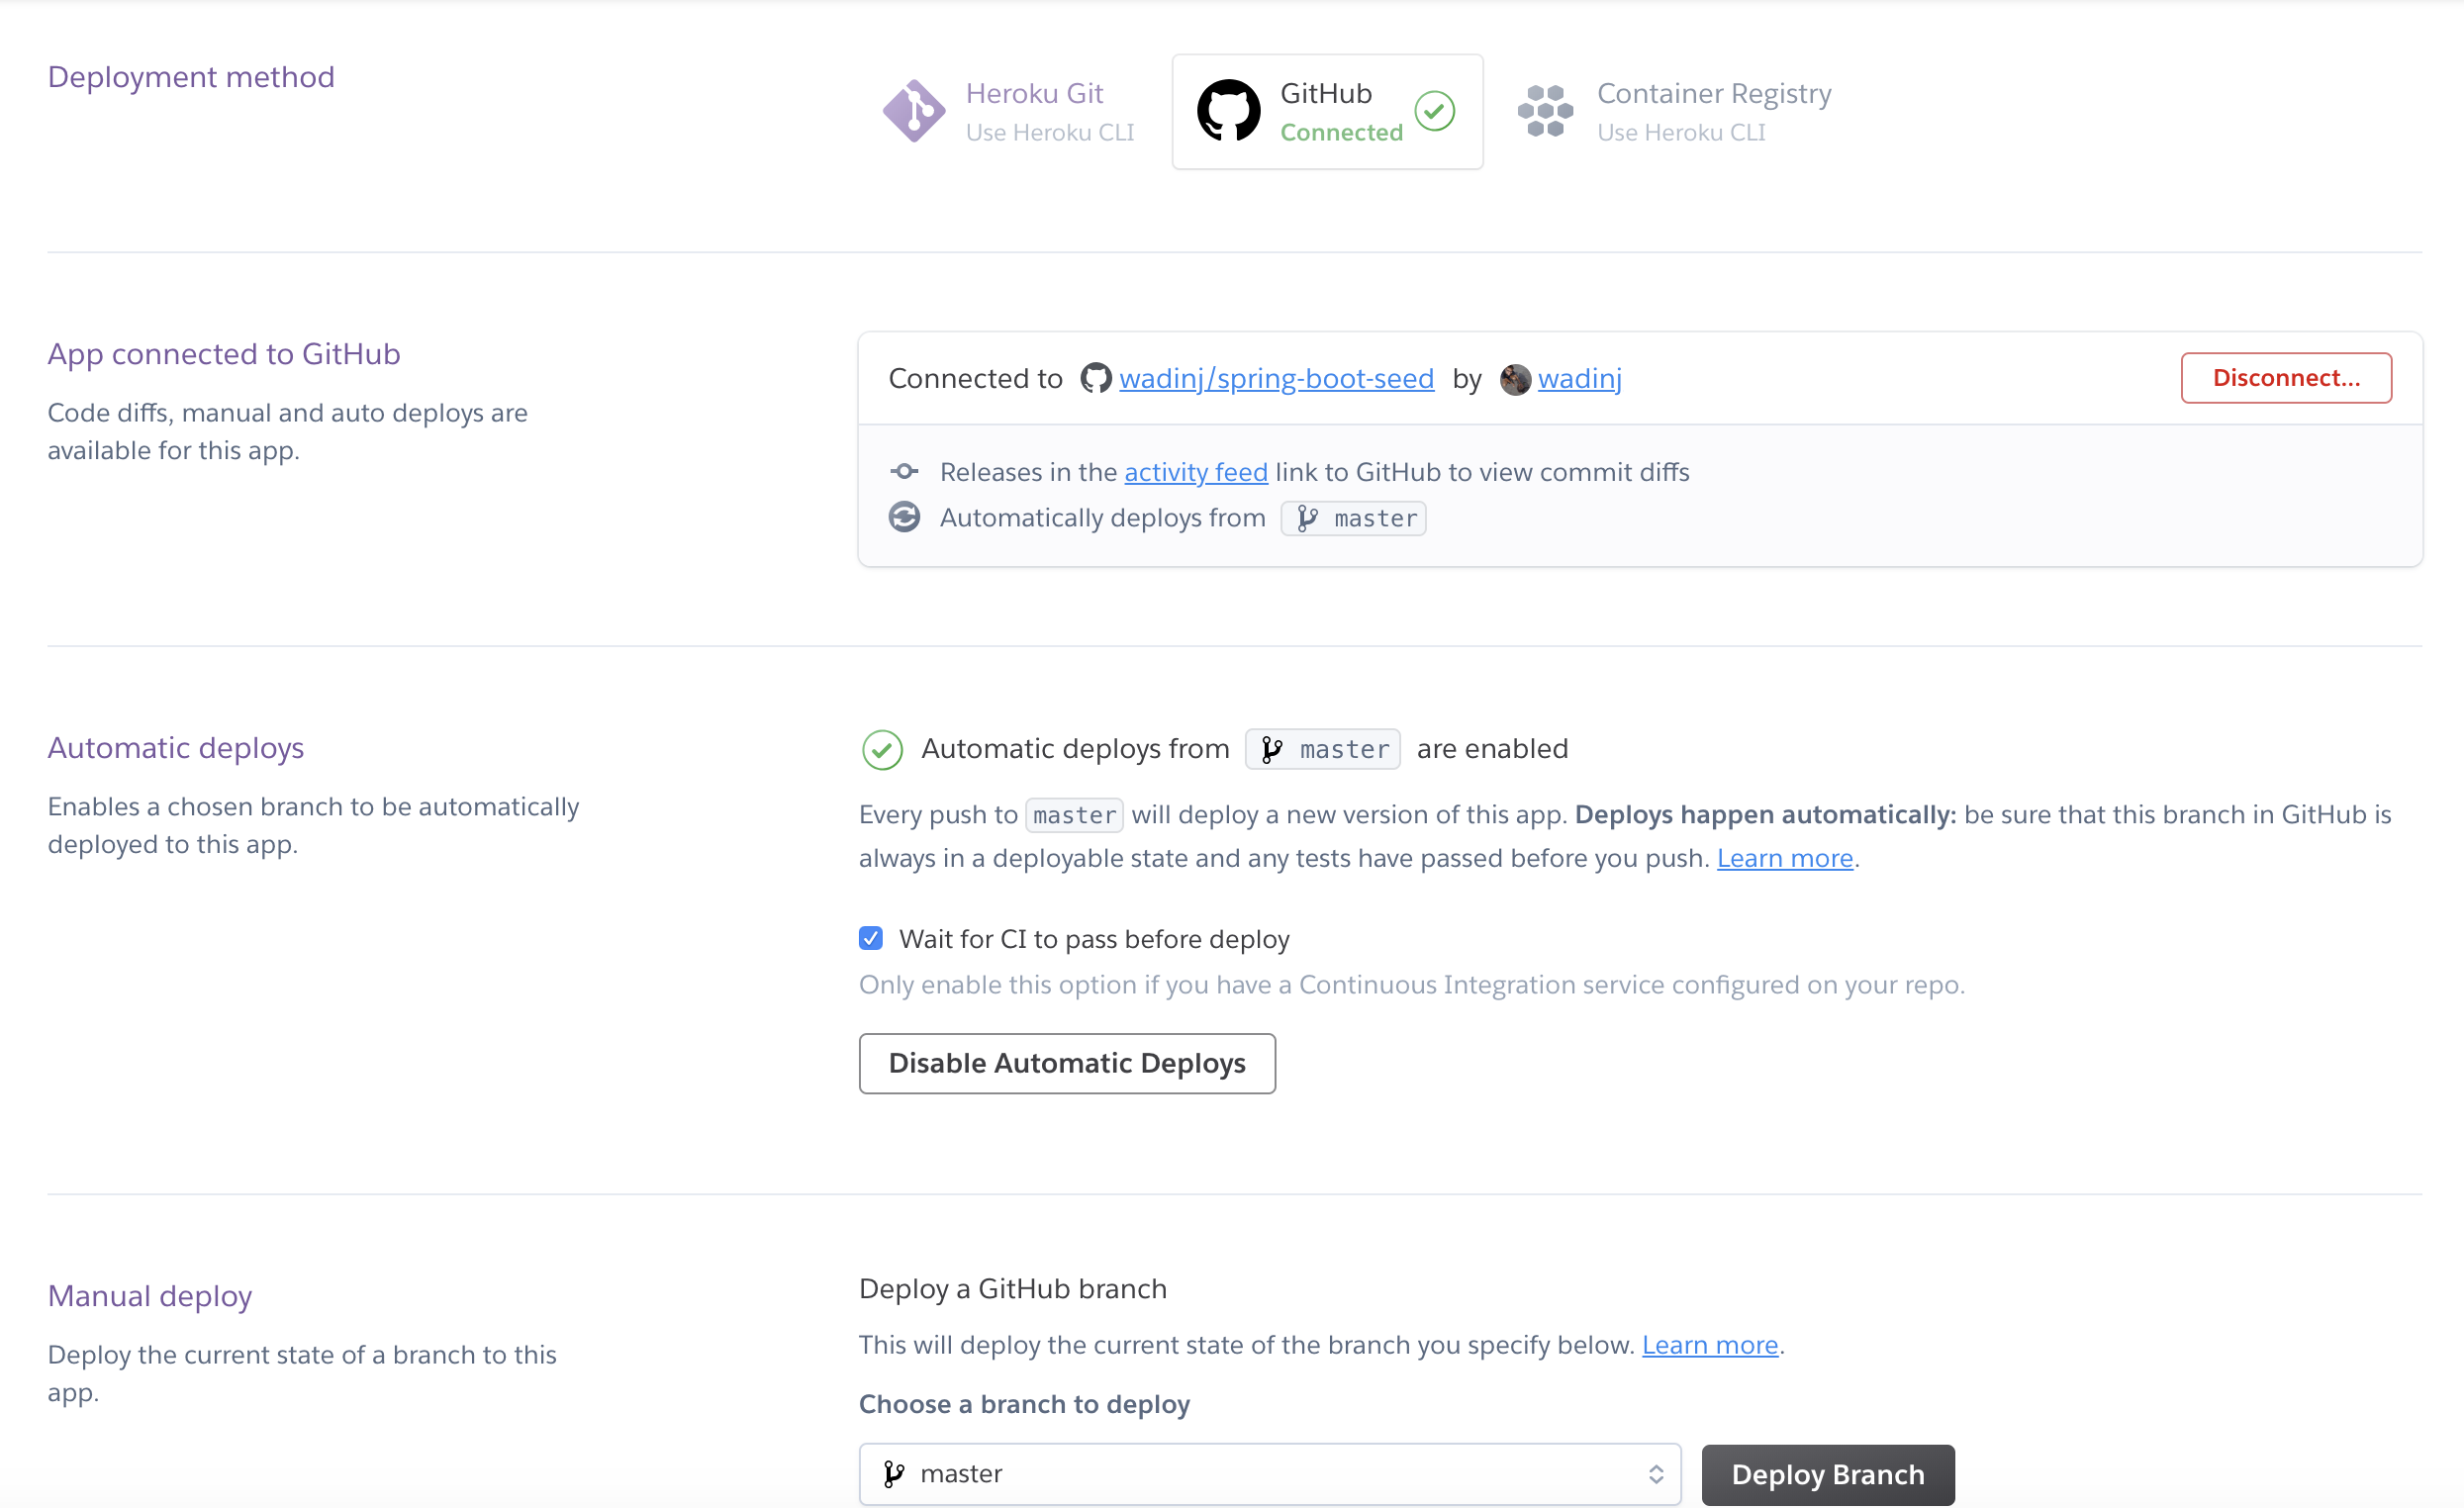 Deployment method
Heroku Git
Use Heroku CLI
GitHub
Connected
Container Registry
Use Heroku CLI
App connected to GitHub
Code diffs, manual and auto deploys are
available for this app.
Connected to wadinj/spring-boot-seed by wadinj
Disconnect...
Releases in the activity feed link to GitHub to view commit diffs
Automatically deploys from master
Automatic deploys
Enables a chosen branch to be automatically
deployed to this app.
Automatic deploys from master are enabled
Every push to master will deploy a new version of this app. Deploys happen automatically: be sure that this branch in GitHub is
always in a deployable state and any tests have passed before you push. Learn more.
Wait for CI to pass before deploy
Only enable this option if you have a Continuous Integration service configured on your repo.
Disable Automatic Deploys
Manual deploy
Deploy the current state of a branch to this
app.
Deploy a GitHub branch
This will deploy the current state of the branch you specify below. Learn more.
Choose a branch to deploy
master
Deploy Branch